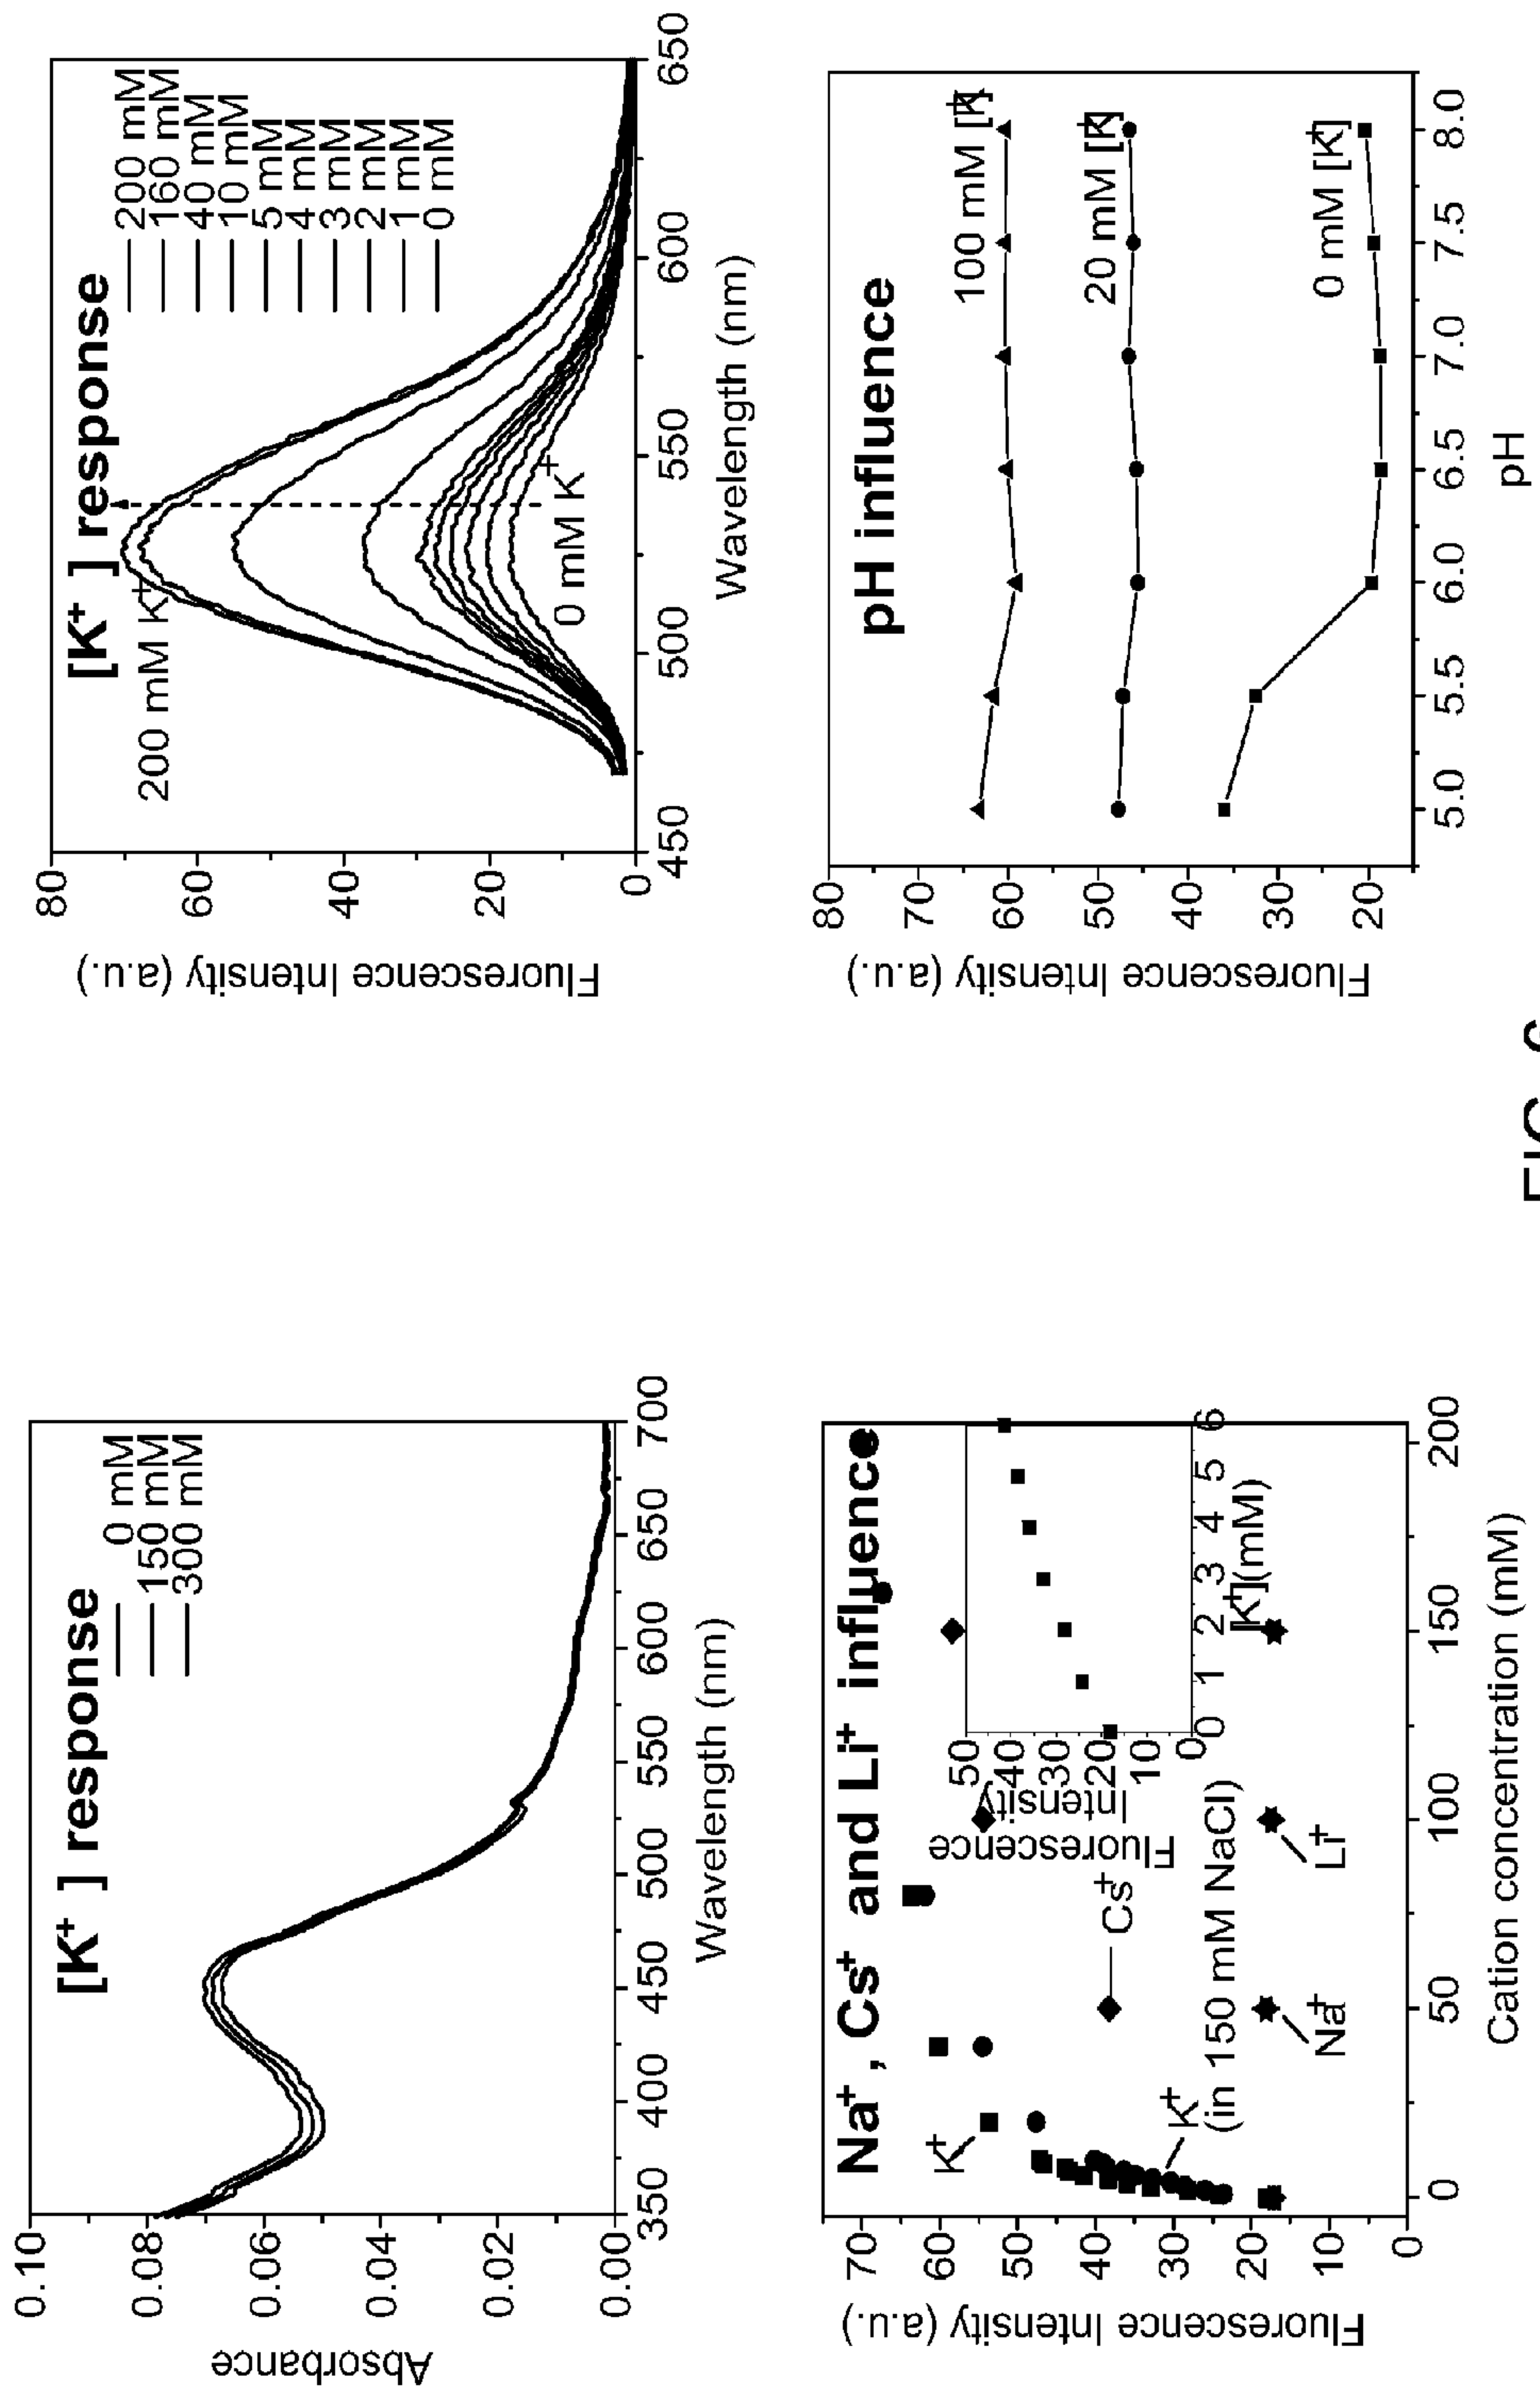 [K+] response
0 mM
150 mM
300 mM
0.10
0.08
0.06
0.04
0.02
0.00
Absorbance
350 400 450 500 550 600 650 700
Wavelength (nm)
[K+] response
200 mM K+
200 mM
160 mM
40 mM
10 mM
5 mM
4 mM
3 mM
2 mM
1 mM
0 mM
0 mM K+
80
60
40
20
0
Fluorescence Intensity (a.u.)
450 500 550 600 650
Wavelength (nm)
Na+, Cs+ and Li+ influence
70
60
50
40
30
20
10
0
Fluorescence Intensity (a.u.)
K+
K+
(in 150 mM NaCl)
Cs+
Na+
Li+
50
40
30
20
10
0
Fluorescence
Intensity
0 1 2 3 4 5 6
[K+](mM)
0 50 100 150 200
Cation concentration (mM)
pH influence
100 mM [K+]
20 mM [K+]
0 mM [K+]
80
70
60
50
40
30
20
Fluorescence Intensity (a.u.)
5.0 5.5 6.0 6.5 7.0 7.5 8.0
pH